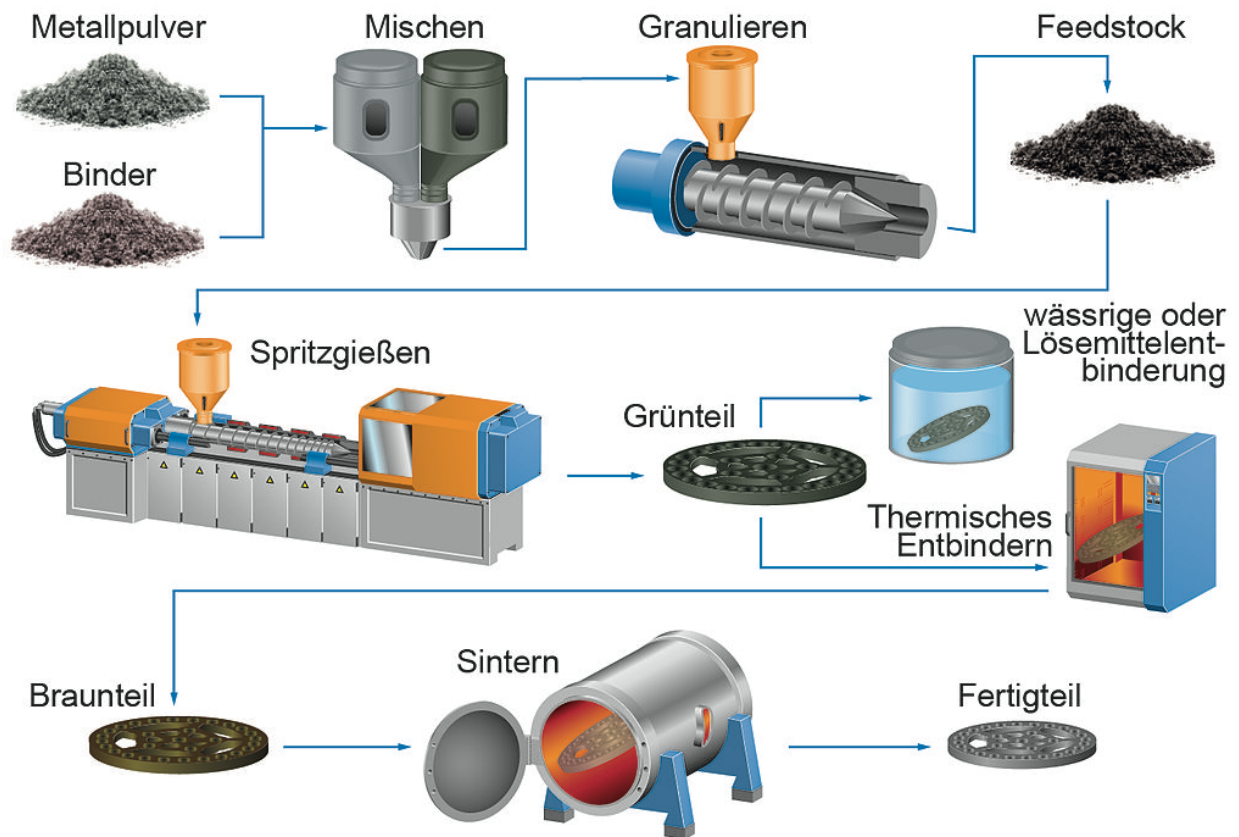 Metallpulver
Mischen
Granulieren
Feedstock
Binder
Spritzgießen
wässrige oder
Lösemittelent-
binderung
Grünteil
Thermisches
Entbindern
Braunteil
Sintern
Fertigteil